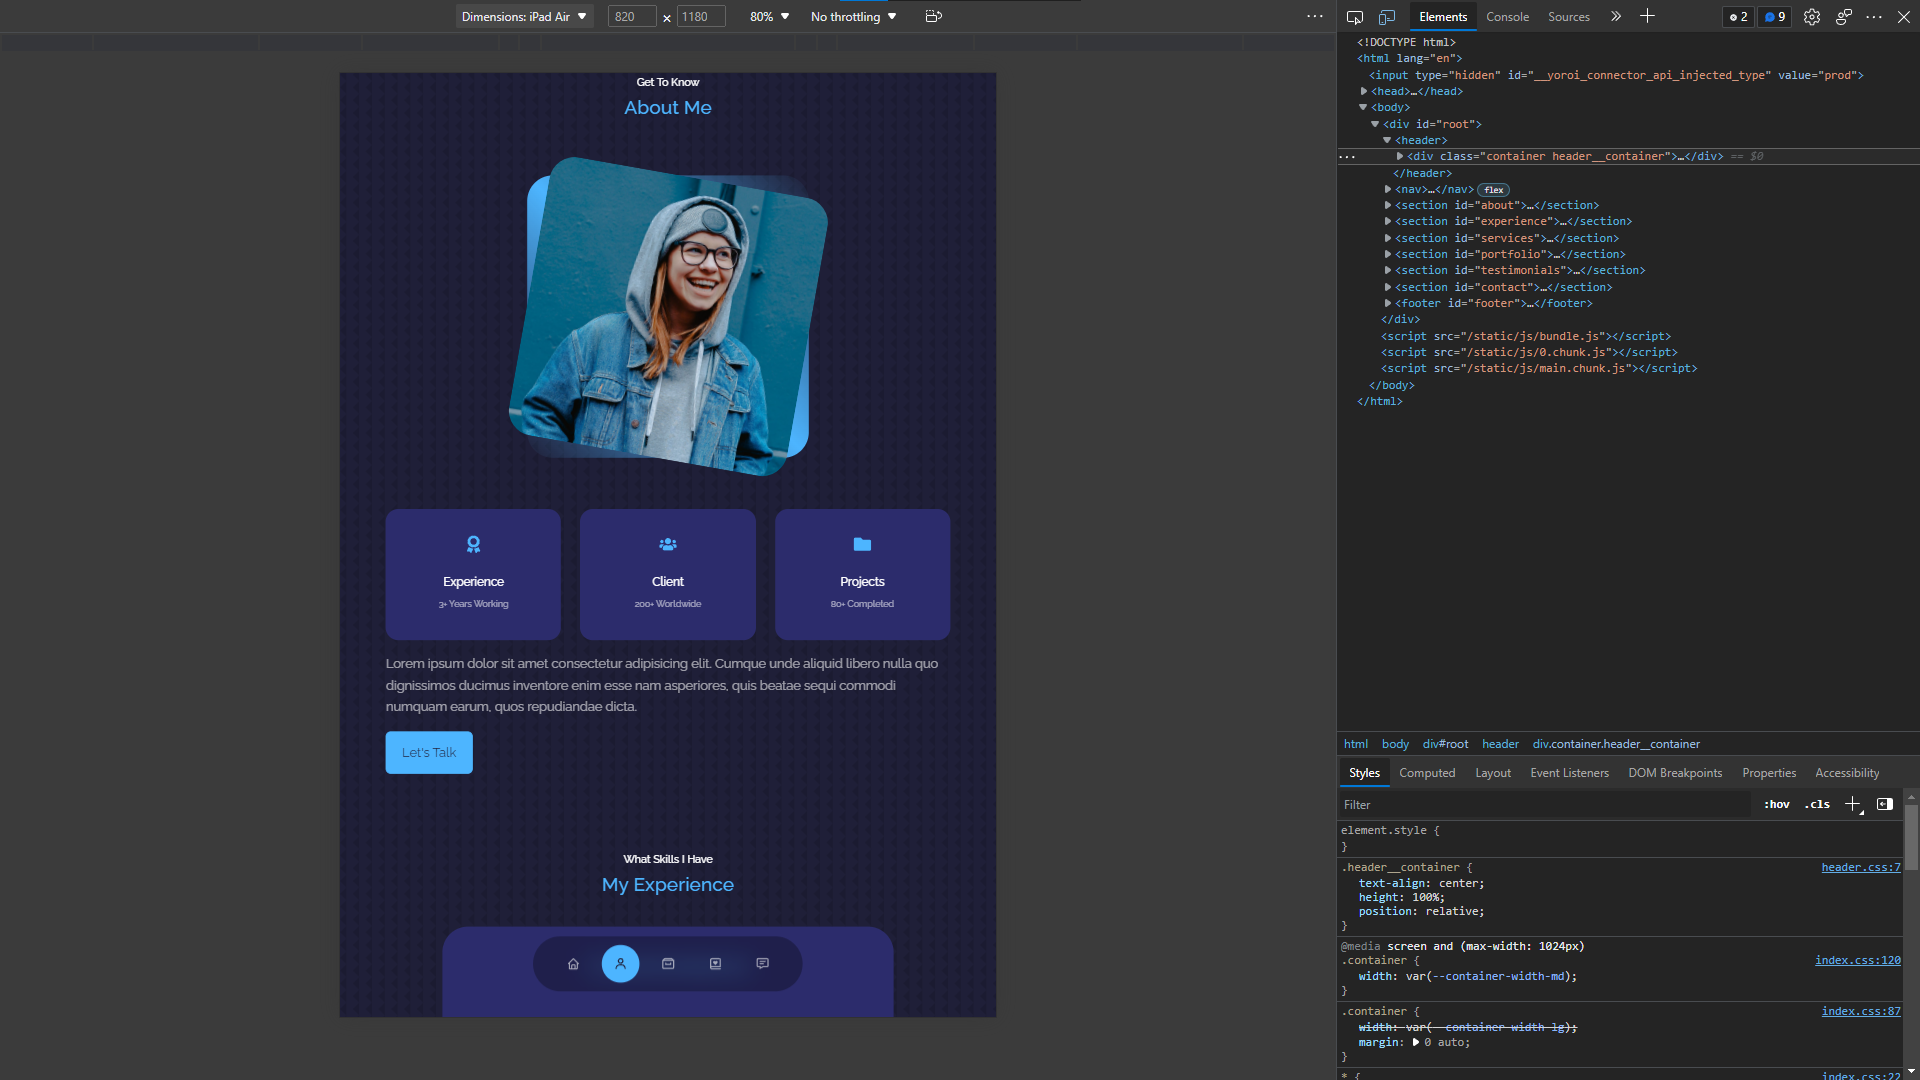 Dimensions: iPad Air 820 × 1180 80% No throttling
Get To Know
About Me
Experience
3+ Years Working
Client
200+ Worldwide
Projects
80+ Completed
Lorem ipsum dolor sit amet consectetur adipisicing elit. Cumque unde aliquid libero nulla quo
dignissimos ducimus inventore enim esse nam asperiores, quis beatae sequi commodi
numquam earum, quos repudiandae dicta.
Let's Talk
What Skills I Have
My Experience
Elements Console Sources 2 9
<!DOCTYPE html>
<html lang="en">
<input type="hidden" id="__yoroi_connector_api_injected_type" value="prod">
<head>…</head>
<body>
<div id="root">
<header>
<div class="container header__container">…</div> == $0
</header>
<nav>…</nav> flex
<section id="about">…</section>
<section id="experience">…</section>
<section id="services">…</section>
<section id="portfolio">…</section>
<section id="testimonials">…</section>
<section id="contact">…</section>
<footer id="footer">…</footer>
</div>
<script src="/static/js/bundle.js"></script>
<script src="/static/js/0.chunk.js"></script>
<script src="/static/js/main.chunk.js"></script>
</body>
</html>
html body div#root header div.container.header__container
Styles Computed Layout Event Listeners DOM Breakpoints Properties Accessibility
Filter :hov .cls
element.style {
}
.header__container { header.css:7
text-align: center;
height: 100%;
position: relative;
}
@media screen and (max-width: 1024px)
.container { index.css:120
width: var(--container-width-md);
}
.container { index.css:87
width: var(--container-width-lg);
margin: 0 auto;
}
* { index.css:22